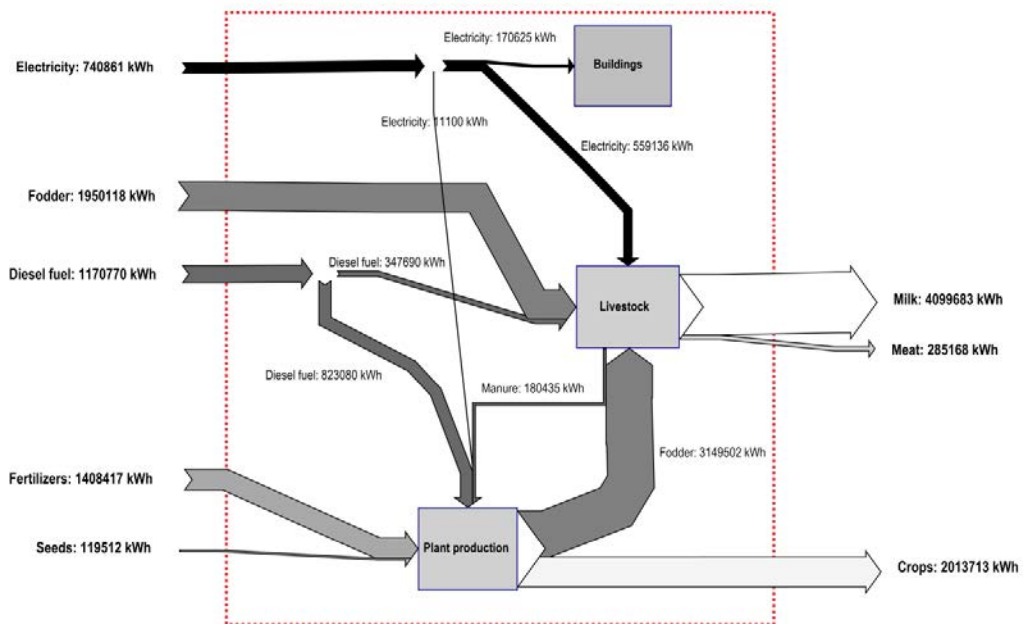 Electricity: 170625 kWh
Electricity: 740861 kWh
Buildings
Electricity: 11100 kWh
Electricity: 559136 kWh
Fodder: 1950118 kWh
Diesel fuel: 347690 kWh
Diesel fuel: 1170770 kWh
Livestock
Milk: 4099683 kWh
Meat: 285168 kWh
Diesel fuel: 823080 kWh
Manure: 180435 kWh
Fodder: 3149502 kWh
Fertilizers: 1408417 kWh
Seeds: 119512 kWh
Plant production
Crops: 2013713 kWh